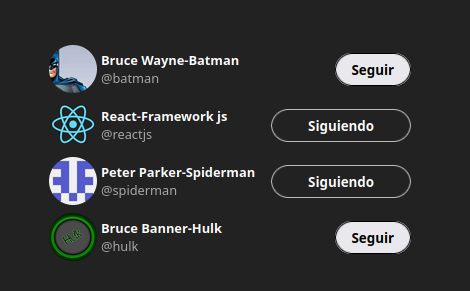 Bruce Wayne-Batman
@batman
Seguir
React-Framework js
@reactjs
Siguiendo
Peter Parker-Spiderman
@spiderman
Siguiendo
Bruce Banner-Hulk
@hulk
Seguir